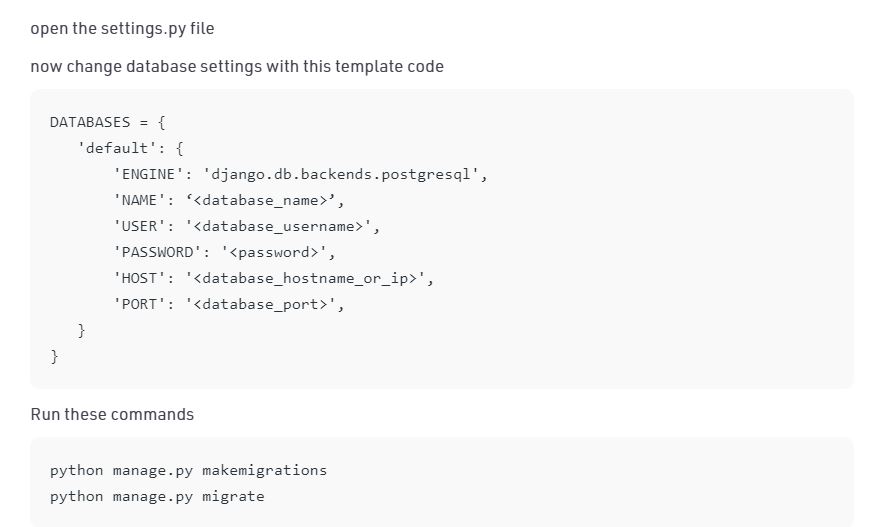 open the settings.py file
now change database settings with this template code
DATABASES = {
   'default': {
       'ENGINE': 'django.db.backends.postgresql',
       'NAME': ‘<database_name>’,
       'USER': '<database_username>',
       'PASSWORD': '<password>',
       'HOST': '<database_hostname_or_ip>',
       'PORT': '<database_port>',
   }
}
Run these commands
python manage.py makemigrations
python manage.py migrate